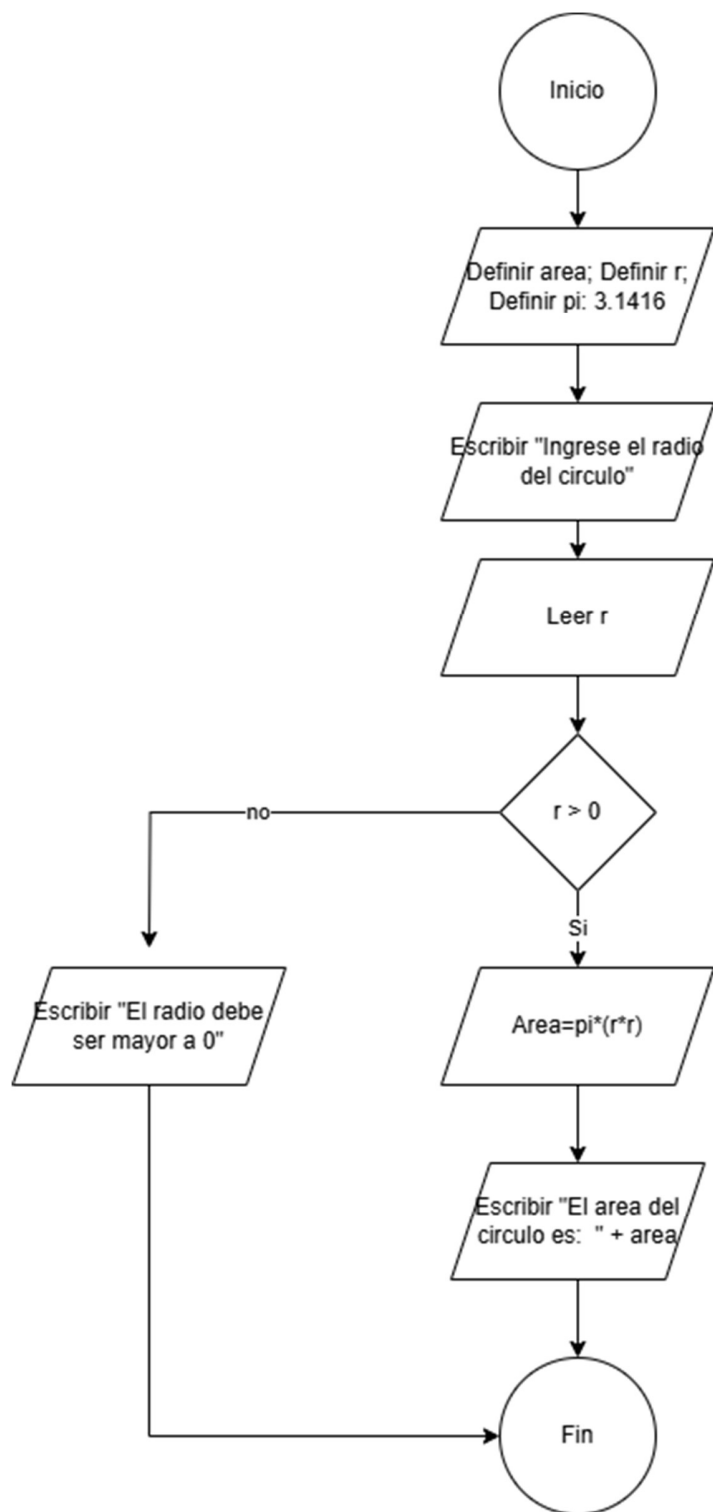 Inicio
Definir area; Definir r;
Definir pi: 3.1416
Escribir "Ingrese el radio
del circulo"
Leer r
r > 0
no
Si
Escribir "El radio debe
ser mayor a 0"
Area=pi*(r*r)
Escribir "El area del
circulo es:  " + area
Fin